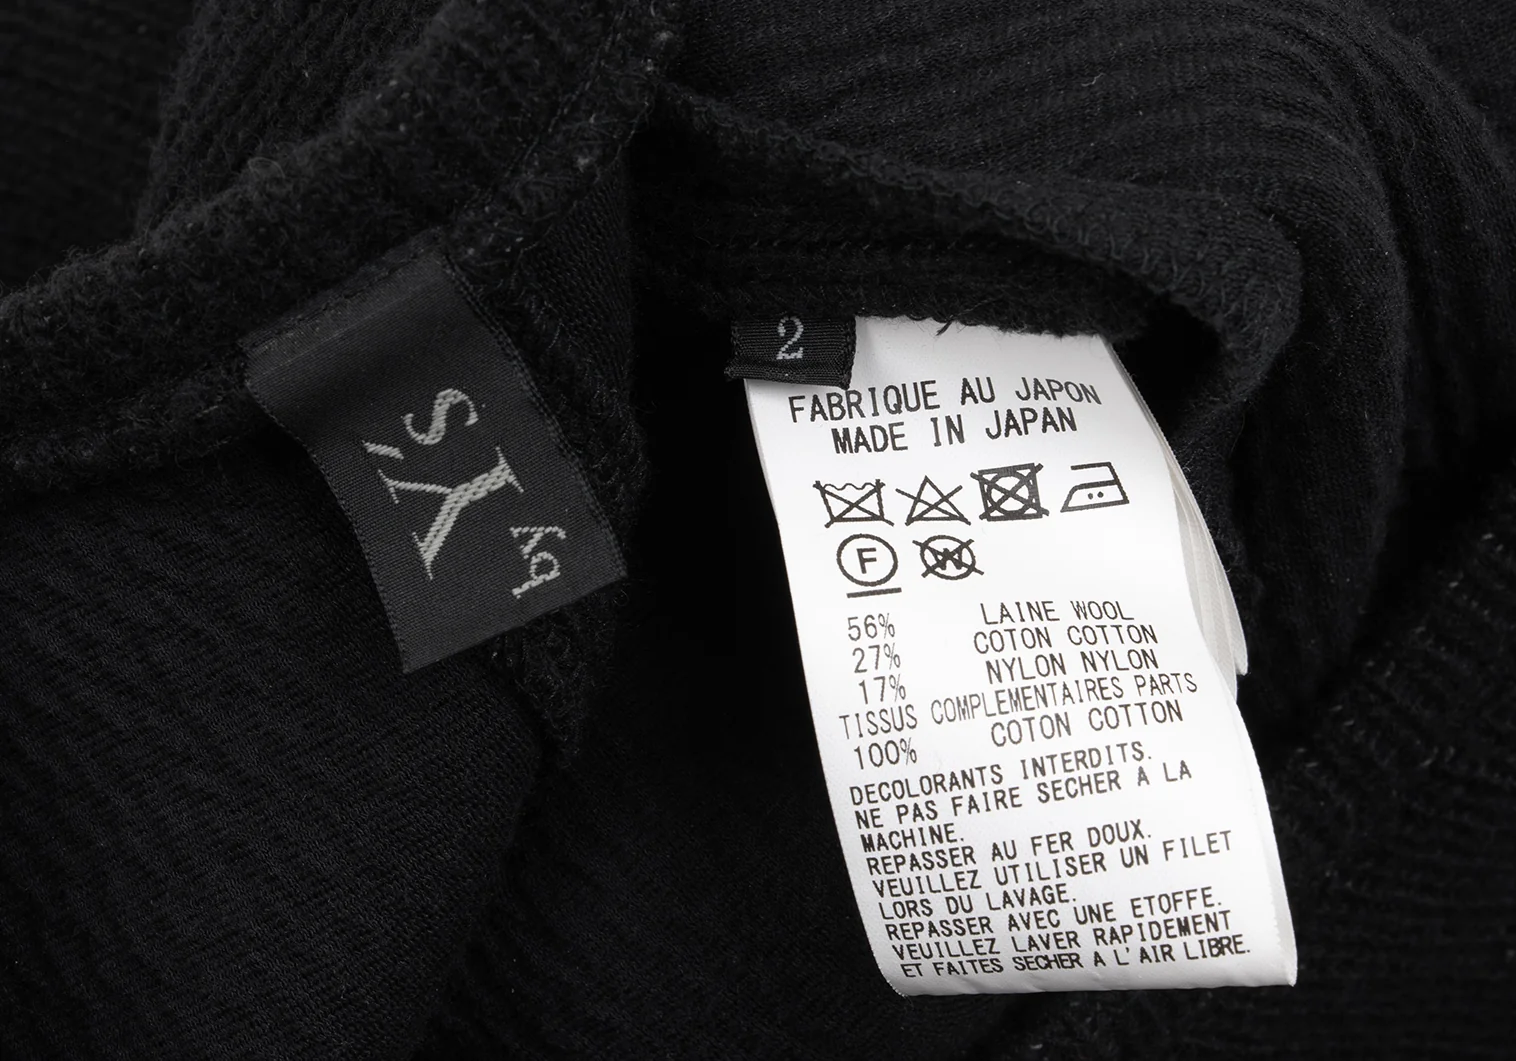 Y's
by
2
FABRIQUE AU JAPON
MADE IN JAPAN
F
W
56% LAINE WOOL
27% COTON COTTON
17% NYLON NYLON
TISSUS COMPLEMENTAIRES PARTS
100% COTON COTTON
DECOLORANTS INTERDITS.
NE PAS FAIRE SECHER A LA
MACHINE.
REPASSER AU FER DOUX.
VEUILLEZ UTILISER UN FILET
LORS DU LAVAGE.
REPASSER AVEC UNE ETOFFE.
VEUILLEZ LAVER RAPIDEMENT
ET FAITES SECHER A L'AIR LIBRE.